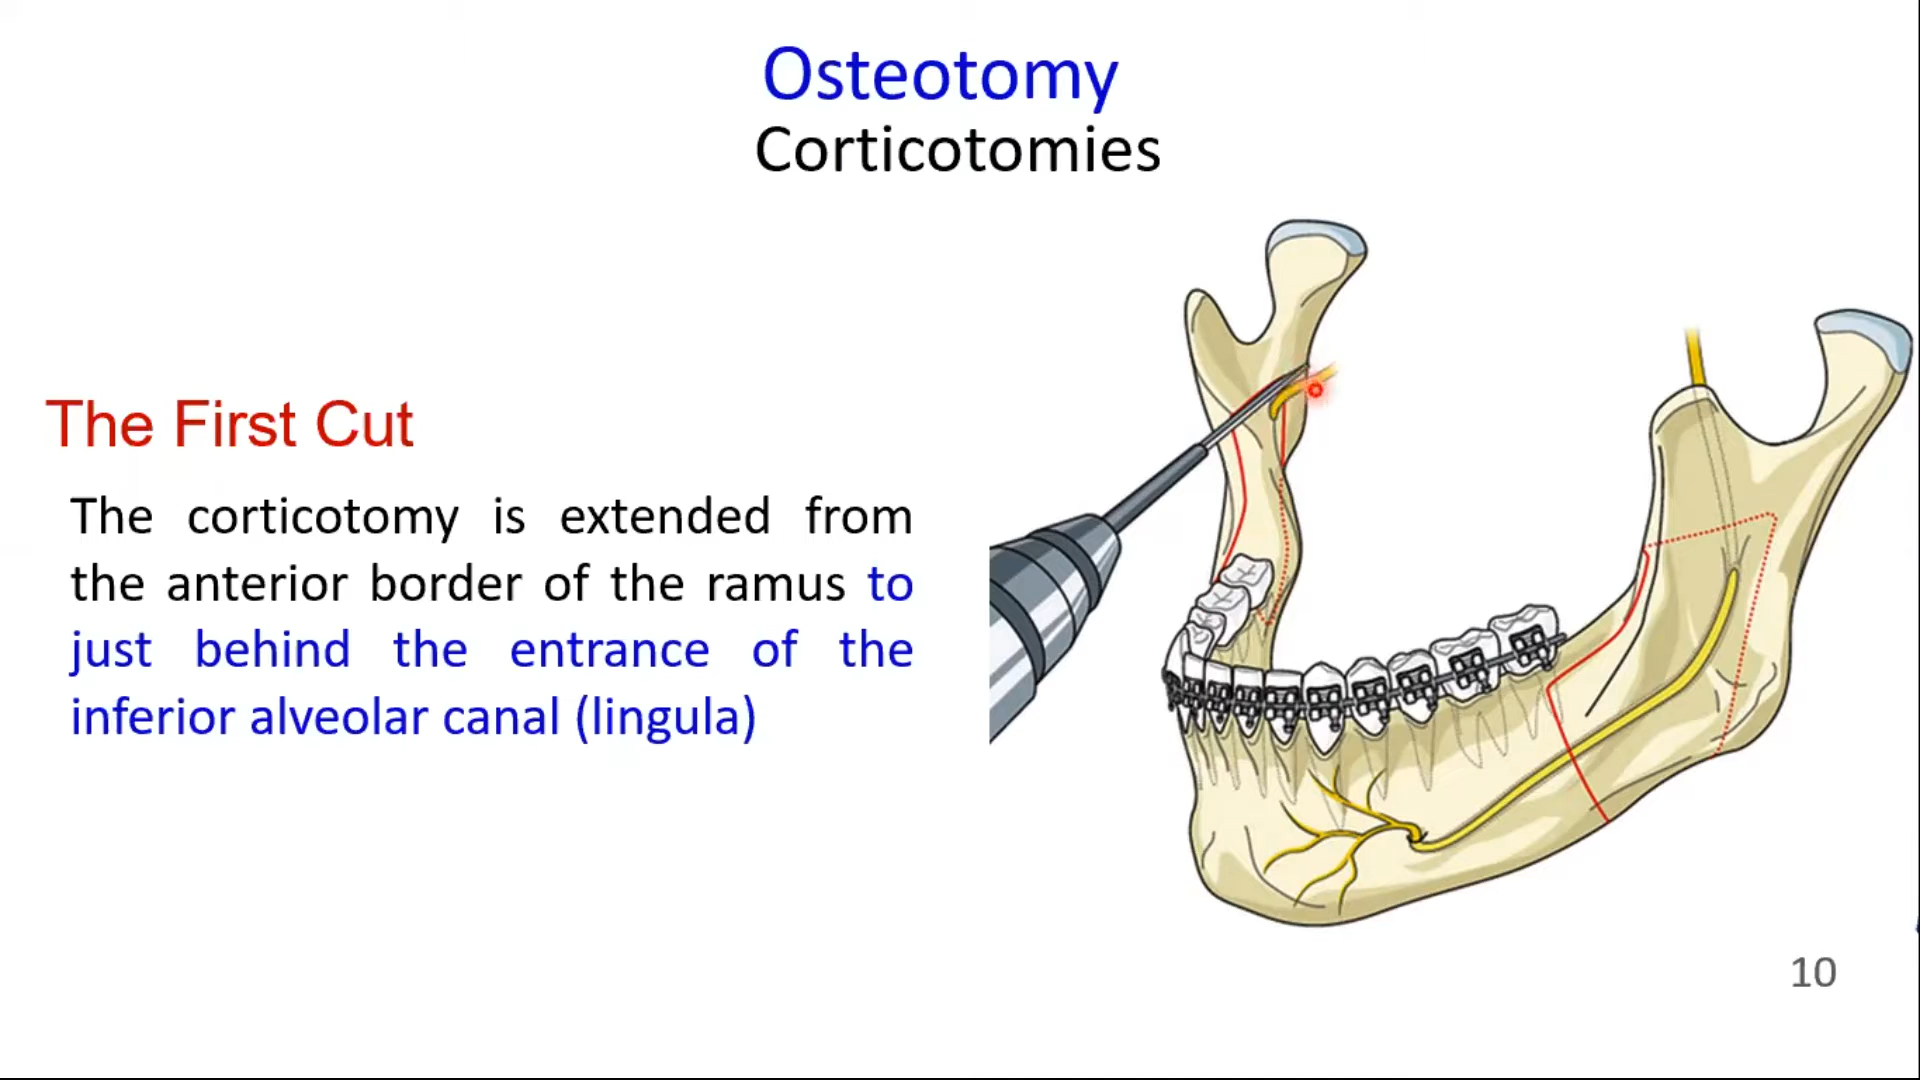 Osteotomy
Corticotomies
The First Cut
The corticotomy is extended from
the anterior border of the ramus to
just behind the entrance of the
inferior alveolar canal (lingula)
10